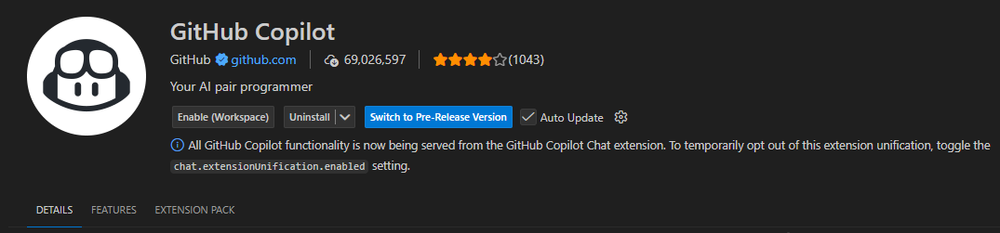 GitHub Copilot
GitHub github.com 69,026,597 (1043)
Your AI pair programmer
Enable (Workspace) Uninstall Switch to Pre-Release Version Auto Update
All GitHub Copilot functionality is now being served from the GitHub Copilot Chat extension. To temporarily opt out of this extension unification, toggle the
chat.extensionUnification.enabled setting.
DETAILS FEATURES EXTENSION PACK